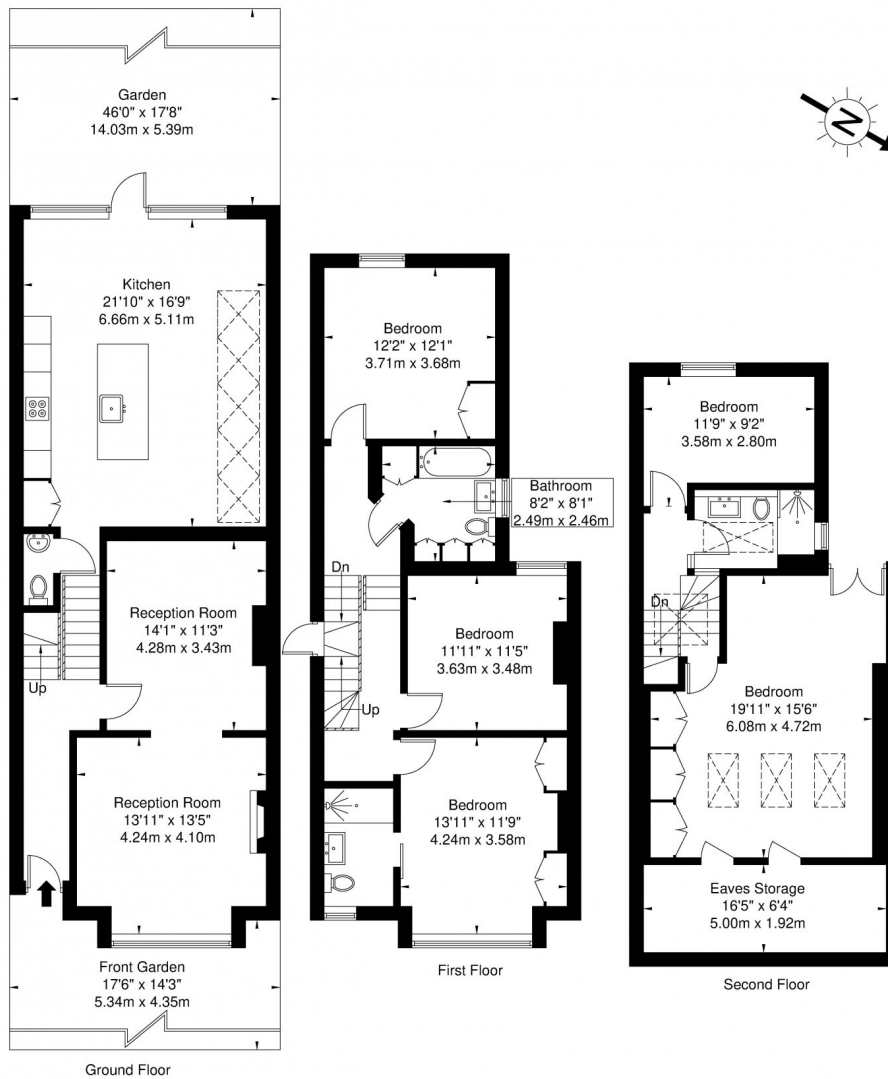 Garden
46'0" x 17'8"
14.03m x 5.39m
N
Kitchen
21'10" x 16'9"
6.66m x 5.11m
Reception Room
14'1" x 11'3"
4.28m x 3.43m
Up
Reception Room
13'11" x 13'5"
4.24m x 4.10m
Front Garden
17'6" x 14'3"
5.34m x 4.35m
Ground Floor
Bedroom
12'2" x 12'1"
3.71m x 3.68m
Bathroom
8'2" x 8'1"
2.49m x 2.46m
Dn
Bedroom
11'11" x 11'5"
3.63m x 3.48m
Up
Bedroom
13'11" x 11'9"
4.24m x 3.58m
First Floor
Bedroom
11'9" x 9'2"
3.58m x 2.80m
Dn
Bedroom
19'11" x 15'6"
6.08m x 4.72m
Eaves Storage
16'5" x 6'4"
5.00m x 1.92m
Second Floor